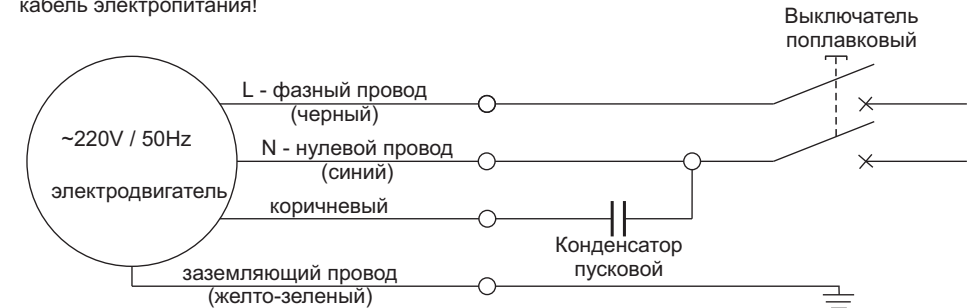 кабель электропитания!
Выключатель
поплавковый
L - фазный провод
(черный)
~220V / 50Hz
N - нулевой провод
(синий)
электродвигатель
коричневый
Конденсатор
пусковой
заземляющий провод
(желто-зеленый)